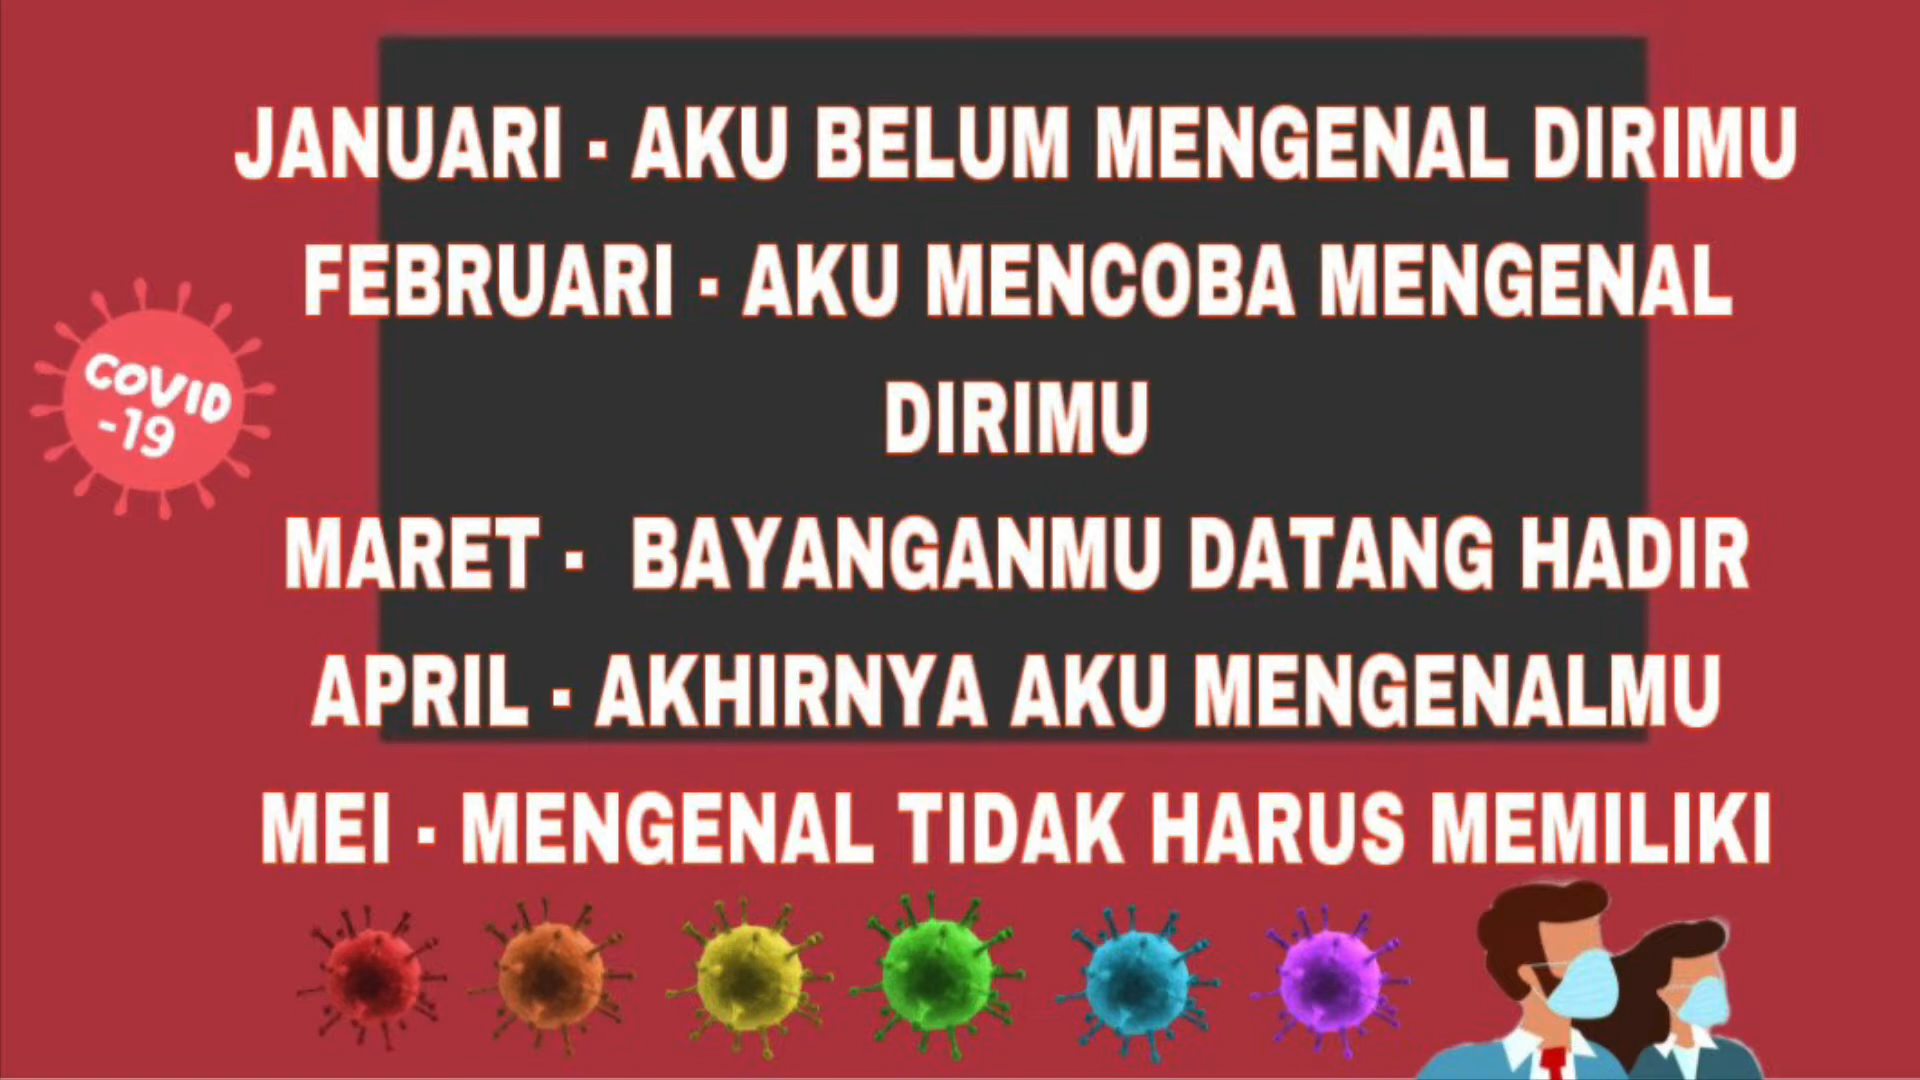 JANUARI - AKU BELUM MENGENAL DIRIMU
FEBRUARI - AKU MENCOBA MENGENAL
DIRIMU
MARET -  BAYANGANMU DATANG HADIR
APRIL - AKHIRNYA AKU MENGENALMU
MEI - MENGENAL TIDAK HARUS MEMILIKI
COVID
-19